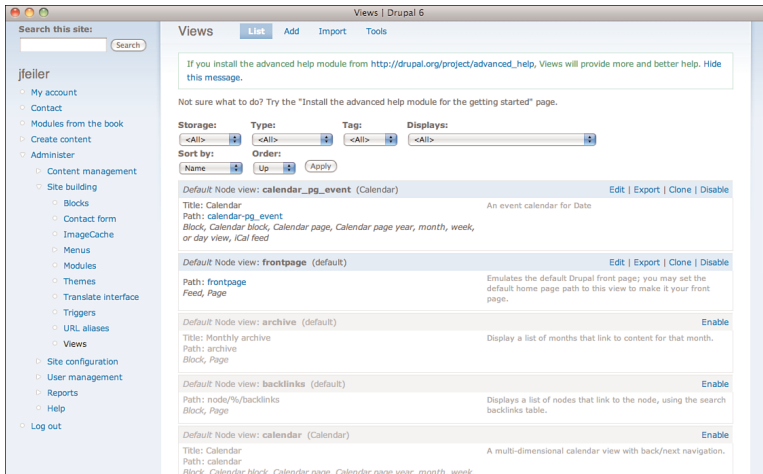 Views | Drupal 6
Search this site:
Search
jfeiler
My account
Contact
Modules from the book
Create content
Administer
Content management
Site building
Blocks
Contact form
ImageCache
Menus
Modules
Themes
Translate interface
Triggers
URL aliases
Views
Site configuration
User management
Reports
Help
Log out
Views List Add Import Tools
If you install the advanced help module from http://drupal.org/project/advanced_help, Views will provide more and better help. Hide
this message.
Not sure what to do? Try the "Install the advanced help module for the getting started" page.
Storage: Type: Tag: Displays:
<All> <All> <All> <All>
Sort by: Order:
Name Up Apply
Default Node view: calendar_pg_event (Calendar) Edit | Export | Clone | Disable
Title: Calendar An event calendar for Date
Path: calendar-pg_event
Block, Calendar block, Calendar page, Calendar page year, month, week,
or day view, iCal feed
Default Node view: frontpage (default) Edit | Export | Clone | Disable
Path: frontpage
Feed, Page
Emulates the default Drupal front page; you may set the
default home page path to this view to make it your front
page.
Default Node view: archive (default) Enable
Title: Monthly archive Display a list of months that link to content for that month.
Path: archive
Block, Page
Default Node view: backlinks (default) Enable
Path: node/%/backlinks
Block, Page
Displays a list of nodes that link to the node, using the search
backlinks table.
Default Node view: calendar (Calendar) Enable
Title: Calendar A multi-dimensional calendar view with back/next navigation.
Path: calendar
Block, Calendar block, Calendar page, Calendar page year, month, week